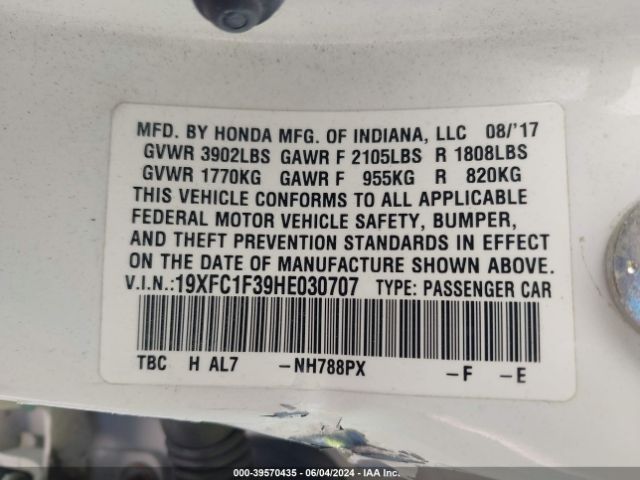 MFD. BY HONDA MFG. OF INDIANA, LLC 08/'17
GVWR 3902LBS GAWR F 2105LBS R 1808LBS
GVWR 1770KG GAWR F 955KG R 820KG
THIS VEHICLE CONFORMS TO ALL APPLICABLE
FEDERAL MOTOR VEHICLE SAFETY, BUMPER,
AND THEFT PREVENTION STANDARDS IN EFFECT
ON THE DATE OF MANUFACTURE SHOWN ABOVE.
V.I.N.:19XFC1F39HE030707 TYPE: PASSENGER CAR
TBC H AL7 -NH788PX -F -E
000-39570435 - 06/04/2024 - IAA Inc.